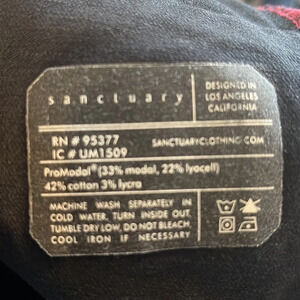 sanctuary
DESIGNED IN
LOS ANGELES
CALIFORNIA
RN # 95377
IC # UM1509
SANCTUARYCLOTHING.COM
ProModal® (33% modal, 22% lyocell)
42% cotton 3% lycra
MACHINE WASH SEPARATELY IN
COLD WATER, TURN INSIDE OUT,
TUMBLE DRY LOW, DO NOT BLEACH,
COOL IRON IF NECESSARY